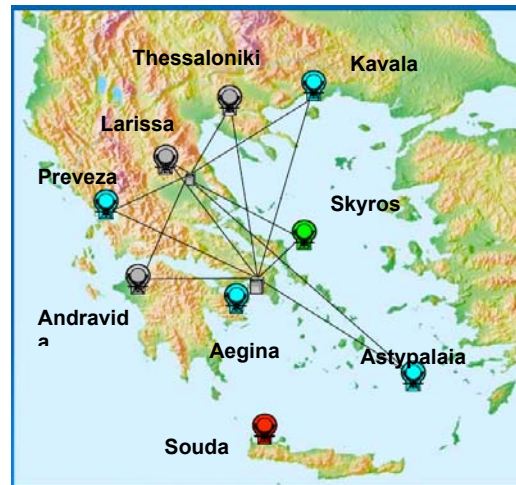 Thessaloniki
Kavala
Larissa
Preveza
Skyros
Andravid
a
Aegina
Astypalaia
Souda